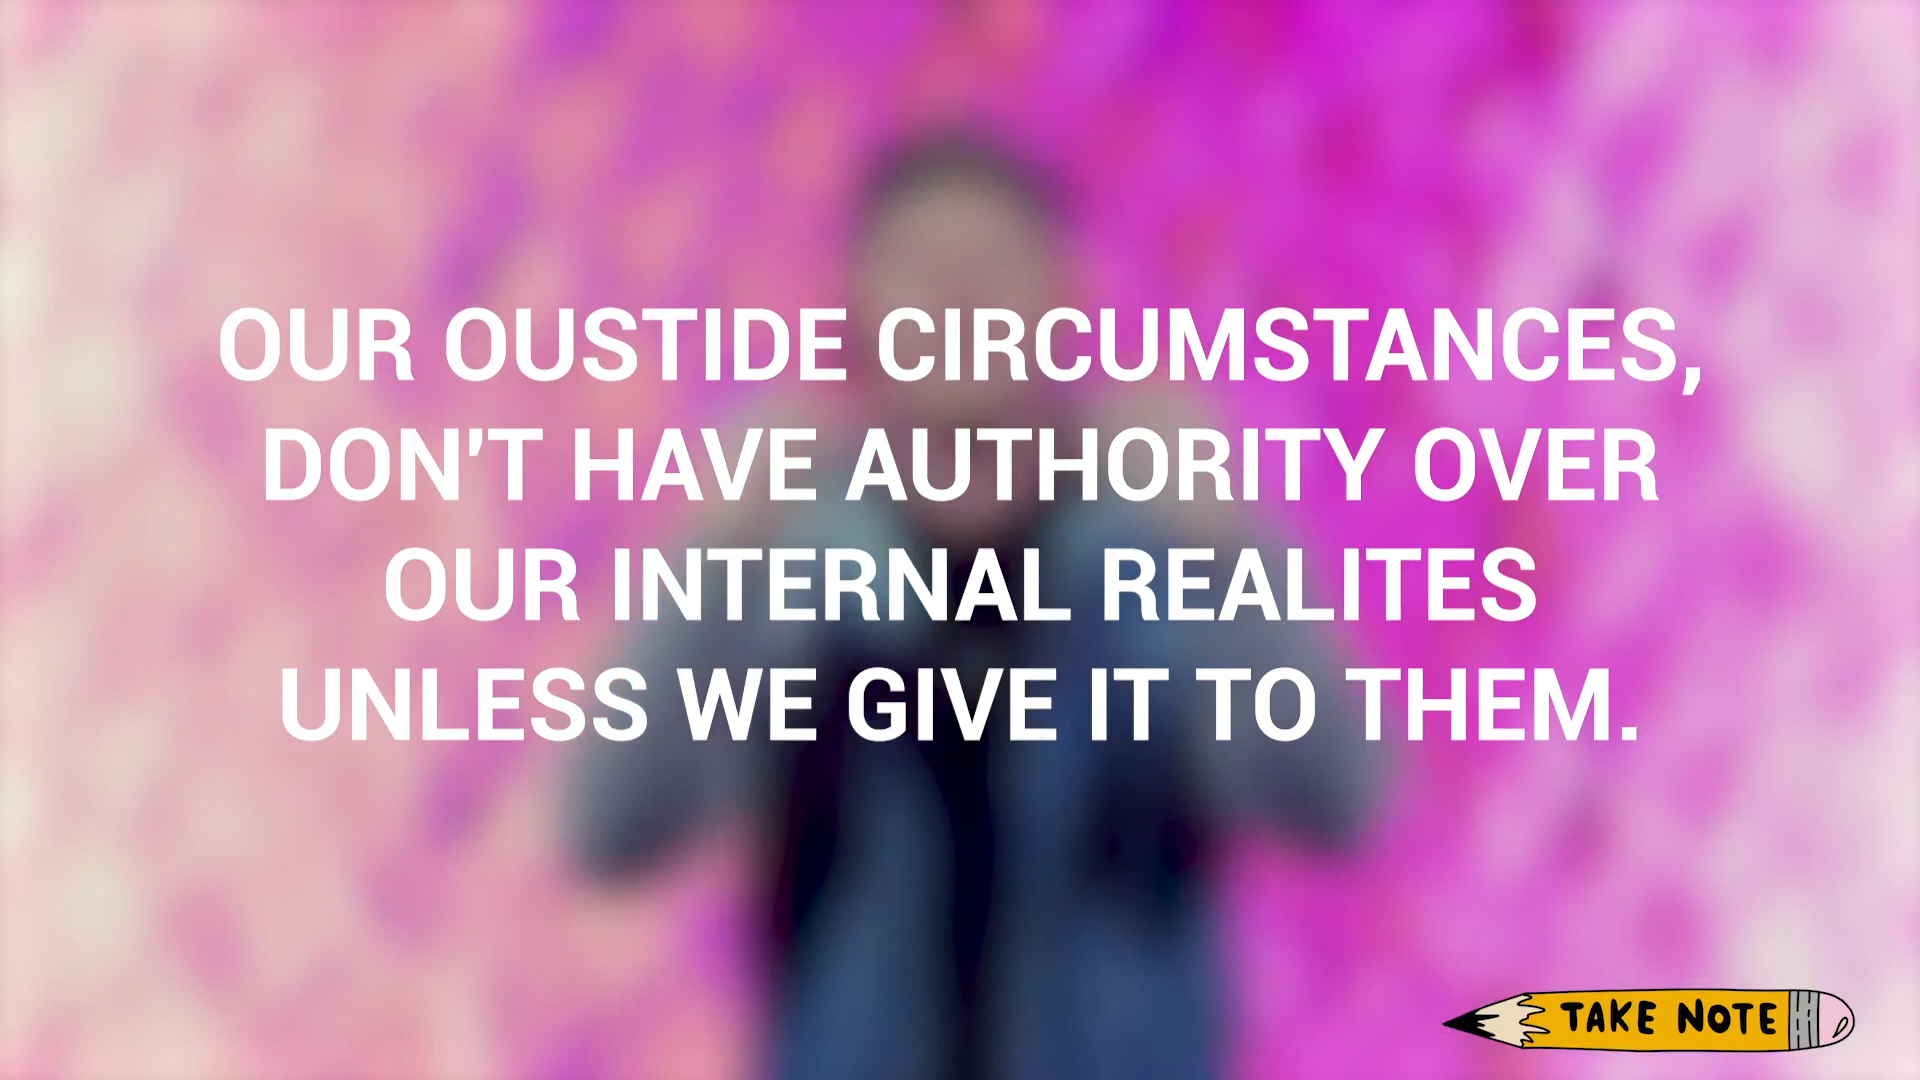 OUR OUSTIDE CIRCUMSTANCES,
DON'T HAVE AUTHORITY OVER
OUR INTERNAL REALITES
UNLESS WE GIVE IT TO THEM.
TAKE NOTE